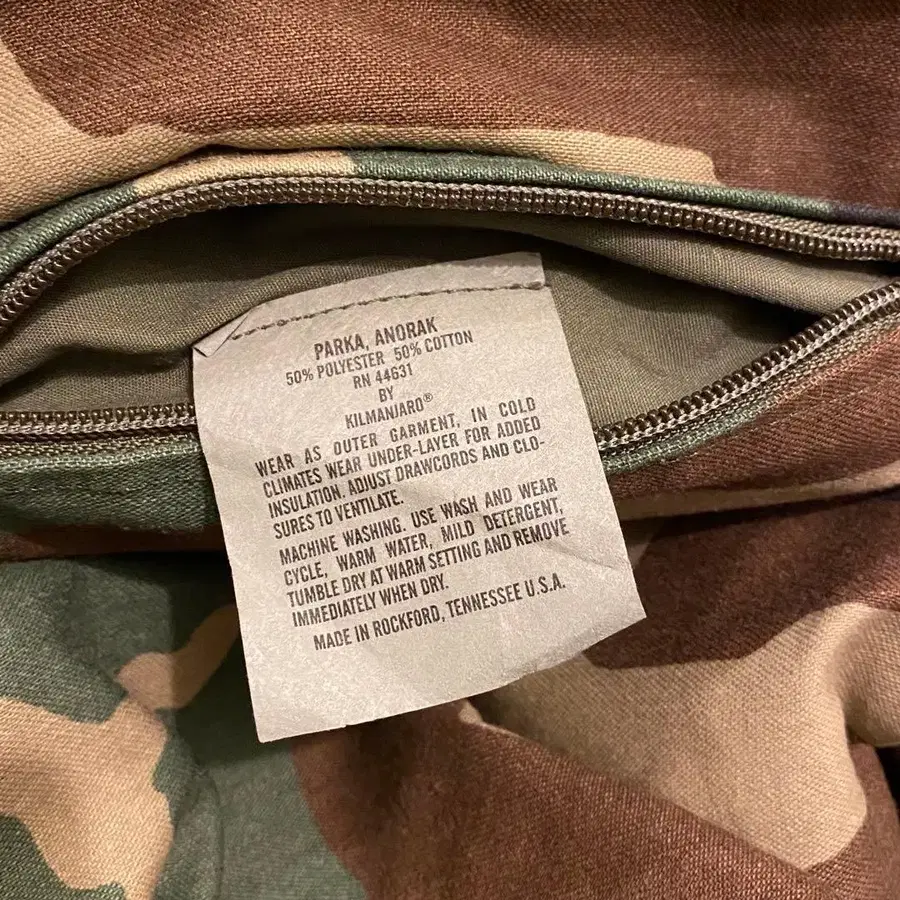 PARKA, ANORAK
50% POLYESTER 50% COTTON
RN 44631
BY
KILMANJARO®
WEAR AS OUTER GARMENT, IN COLD
CLIMATES WEAR UNDER-LAYER FOR ADDED
INSULATION. ADJUST DRAWCORDS AND CLO-
SURES TO VENTILATE.
MACHINE WASHING. USE WASH AND WEAR
CYCLE, WARM WATER, MILD DETERGENT,
TUMBLE DRY AT WARM SETTING AND REMOVE
IMMEDIATELY WHEN DRY.
MADE IN ROCKFORD, TENNESSEE U.S.A.